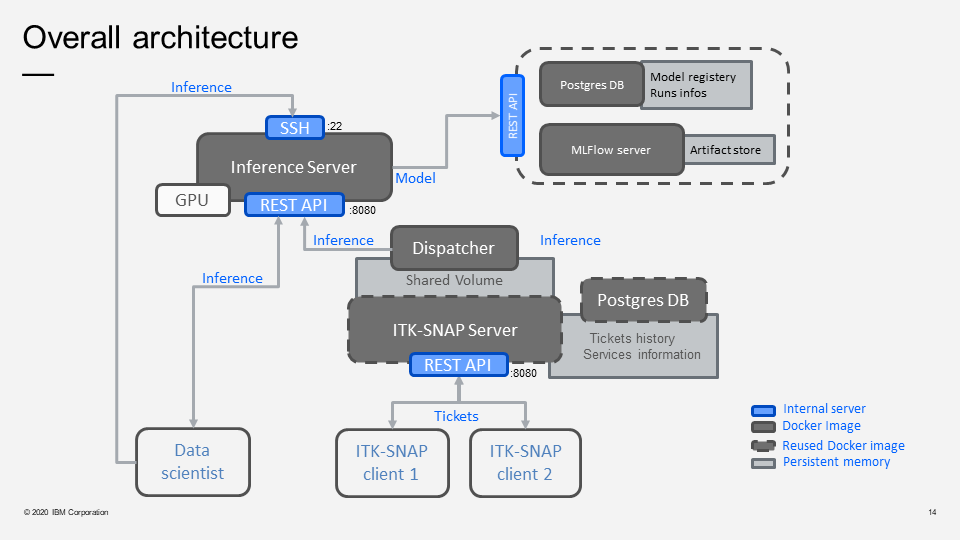 Overall architecture
Inference
SSH
:22
Inference Server
GPU
REST API
:8080
Model
REST API
Postgres DB
Model registery
Runs infos
MLFlow server
Artifact store
Inference
Dispatcher
Inference
Shared Volume
Inference
ITK-SNAP Server
REST API
:8080
Postgres DB
Tickets history
Services information
Tickets
Data
scientist
ITK-SNAP
client 1
ITK-SNAP
client 2
Internal server
Docker Image
Reused Docker image
Persistent memory
© 2020 IBM Corporation
14